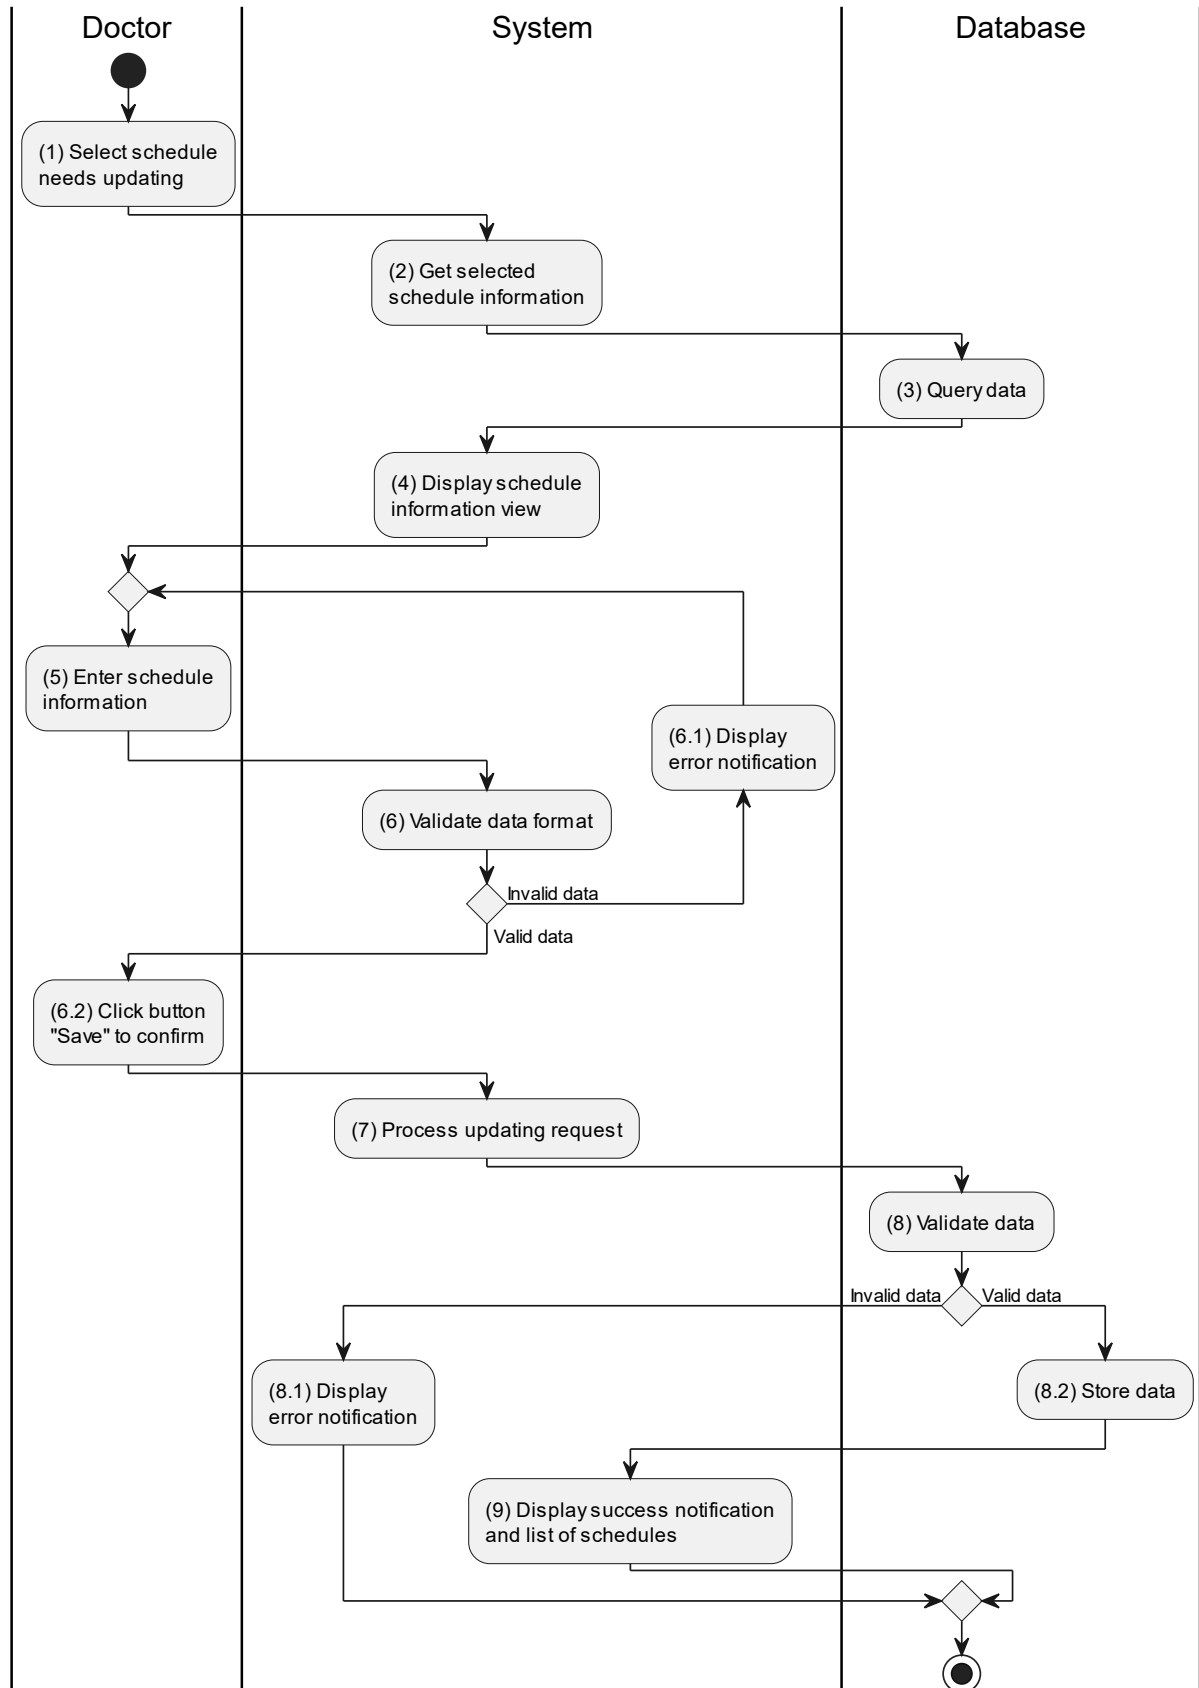 Doctor
System
Database
(1) Select schedule
needs updating
(2) Get selected
schedule information
(3) Query data
(4) Display schedule
information view
(5) Enter schedule
information
(6.1) Display
error notification
(6) Validate data format
Invalid data
Valid data
(6.2) Click button
"Save" to confirm
(7) Process updating request
(8) Validate data
Invalid data
Valid data
(8.1) Display
error notification
(8.2) Store data
(9) Display success notification
and list of schedules